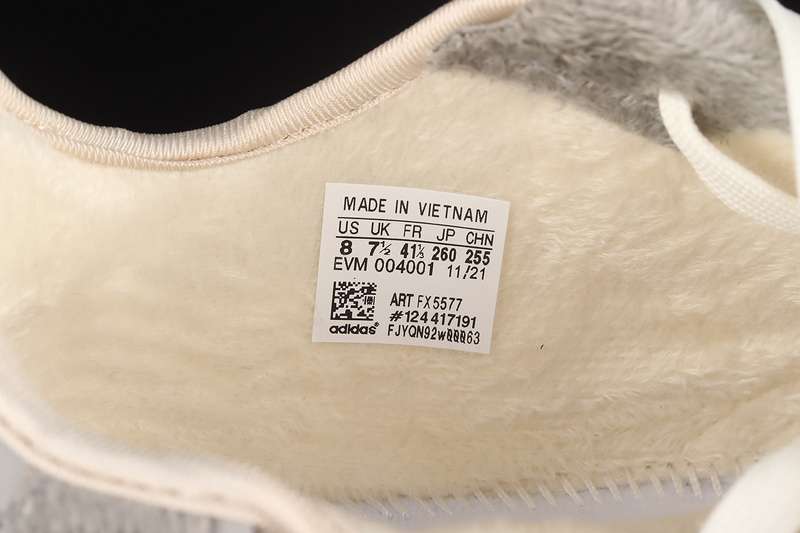 MADE IN VIETNAM
US UK FR JP CHN
8 7½ 41⅓ 260 255
EVM 004001 11/21
ART FX5577
#124417191
adidas® FJYQN92w00063